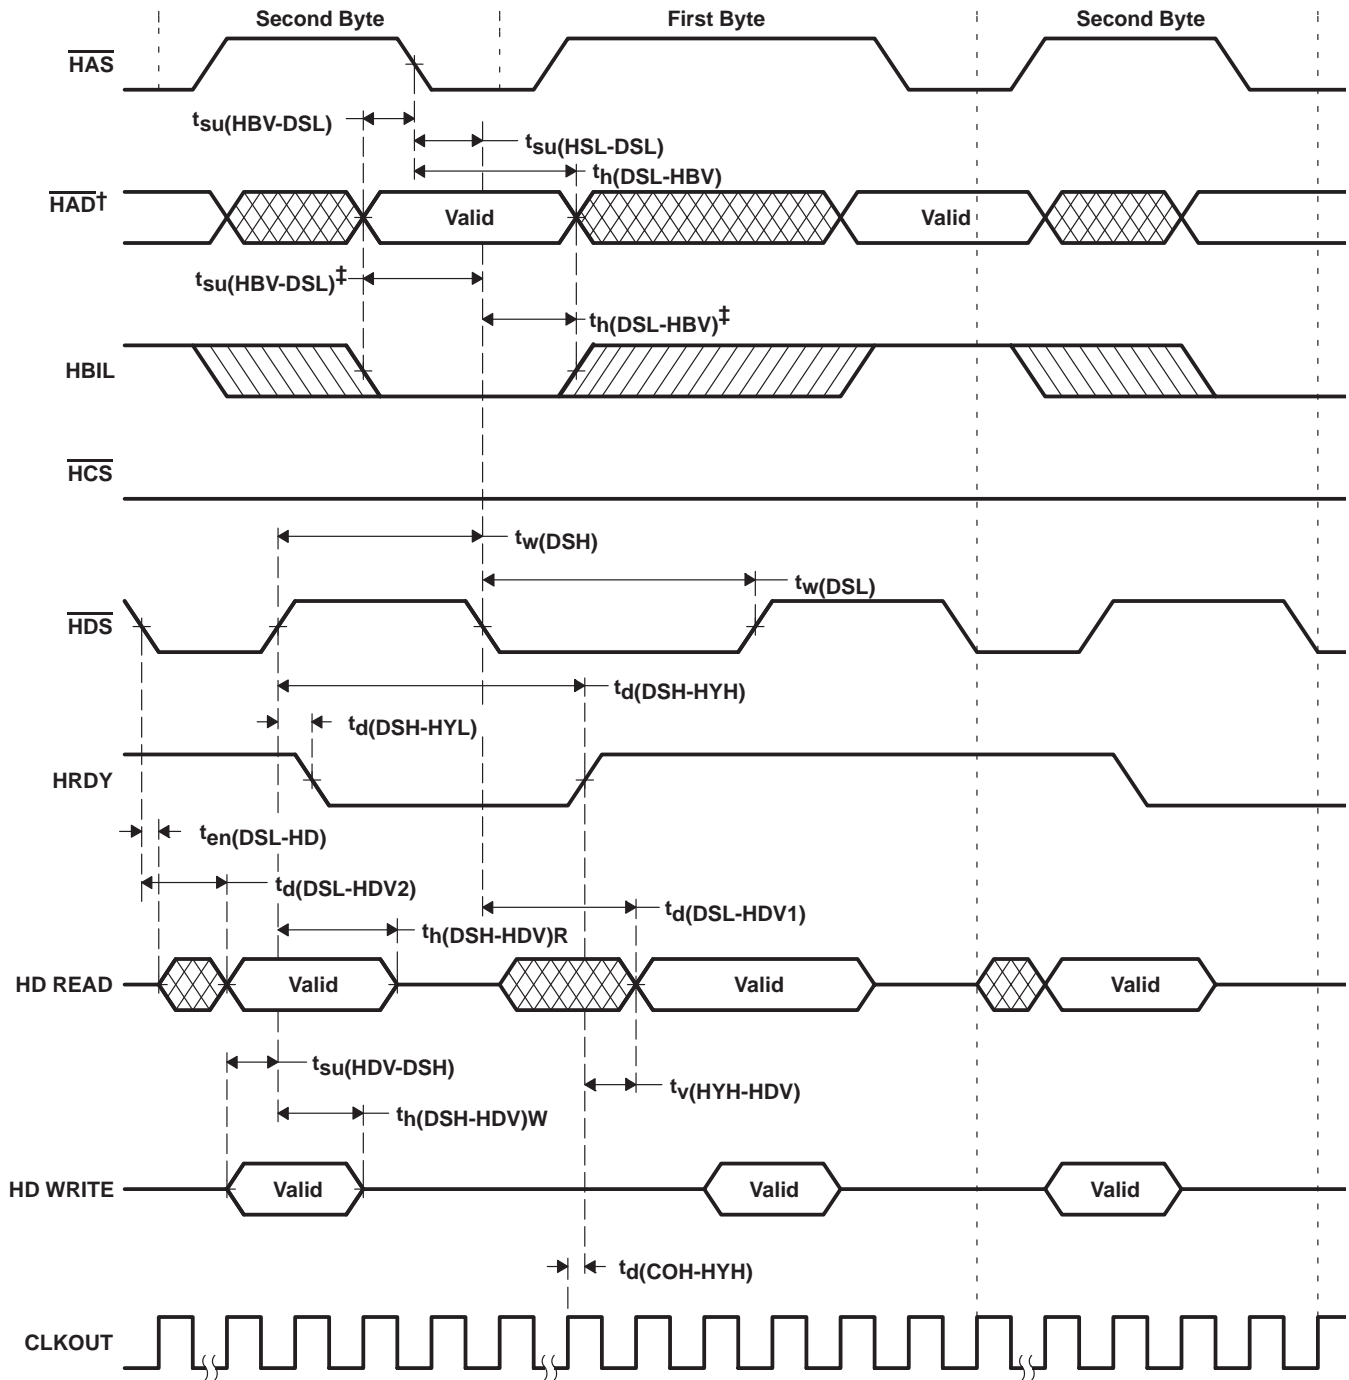 Second Byte First Byte Second Byte
HAS
tsu(HBV-DSL)
tsu(HSL-DSL)
th(DSL-HBV)
HAD†
Valid Valid
tsu(HBV-DSL)‡
th(DSL-HBV)‡
HBIL
HCS
tw(DSH)
tw(DSL)
HDS
td(DSH-HYH)
td(DSH-HYL)
HRDY
ten(DSL-HD)
td(DSL-HDV2)
td(DSL-HDV1)
th(DSH-HDV)R
HD READ Valid Valid Valid
tsu(HDV-DSH)
tv(HYH-HDV)
th(DSH-HDV)W
HD WRITE Valid Valid Valid
td(COH-HYH)
CLKOUT